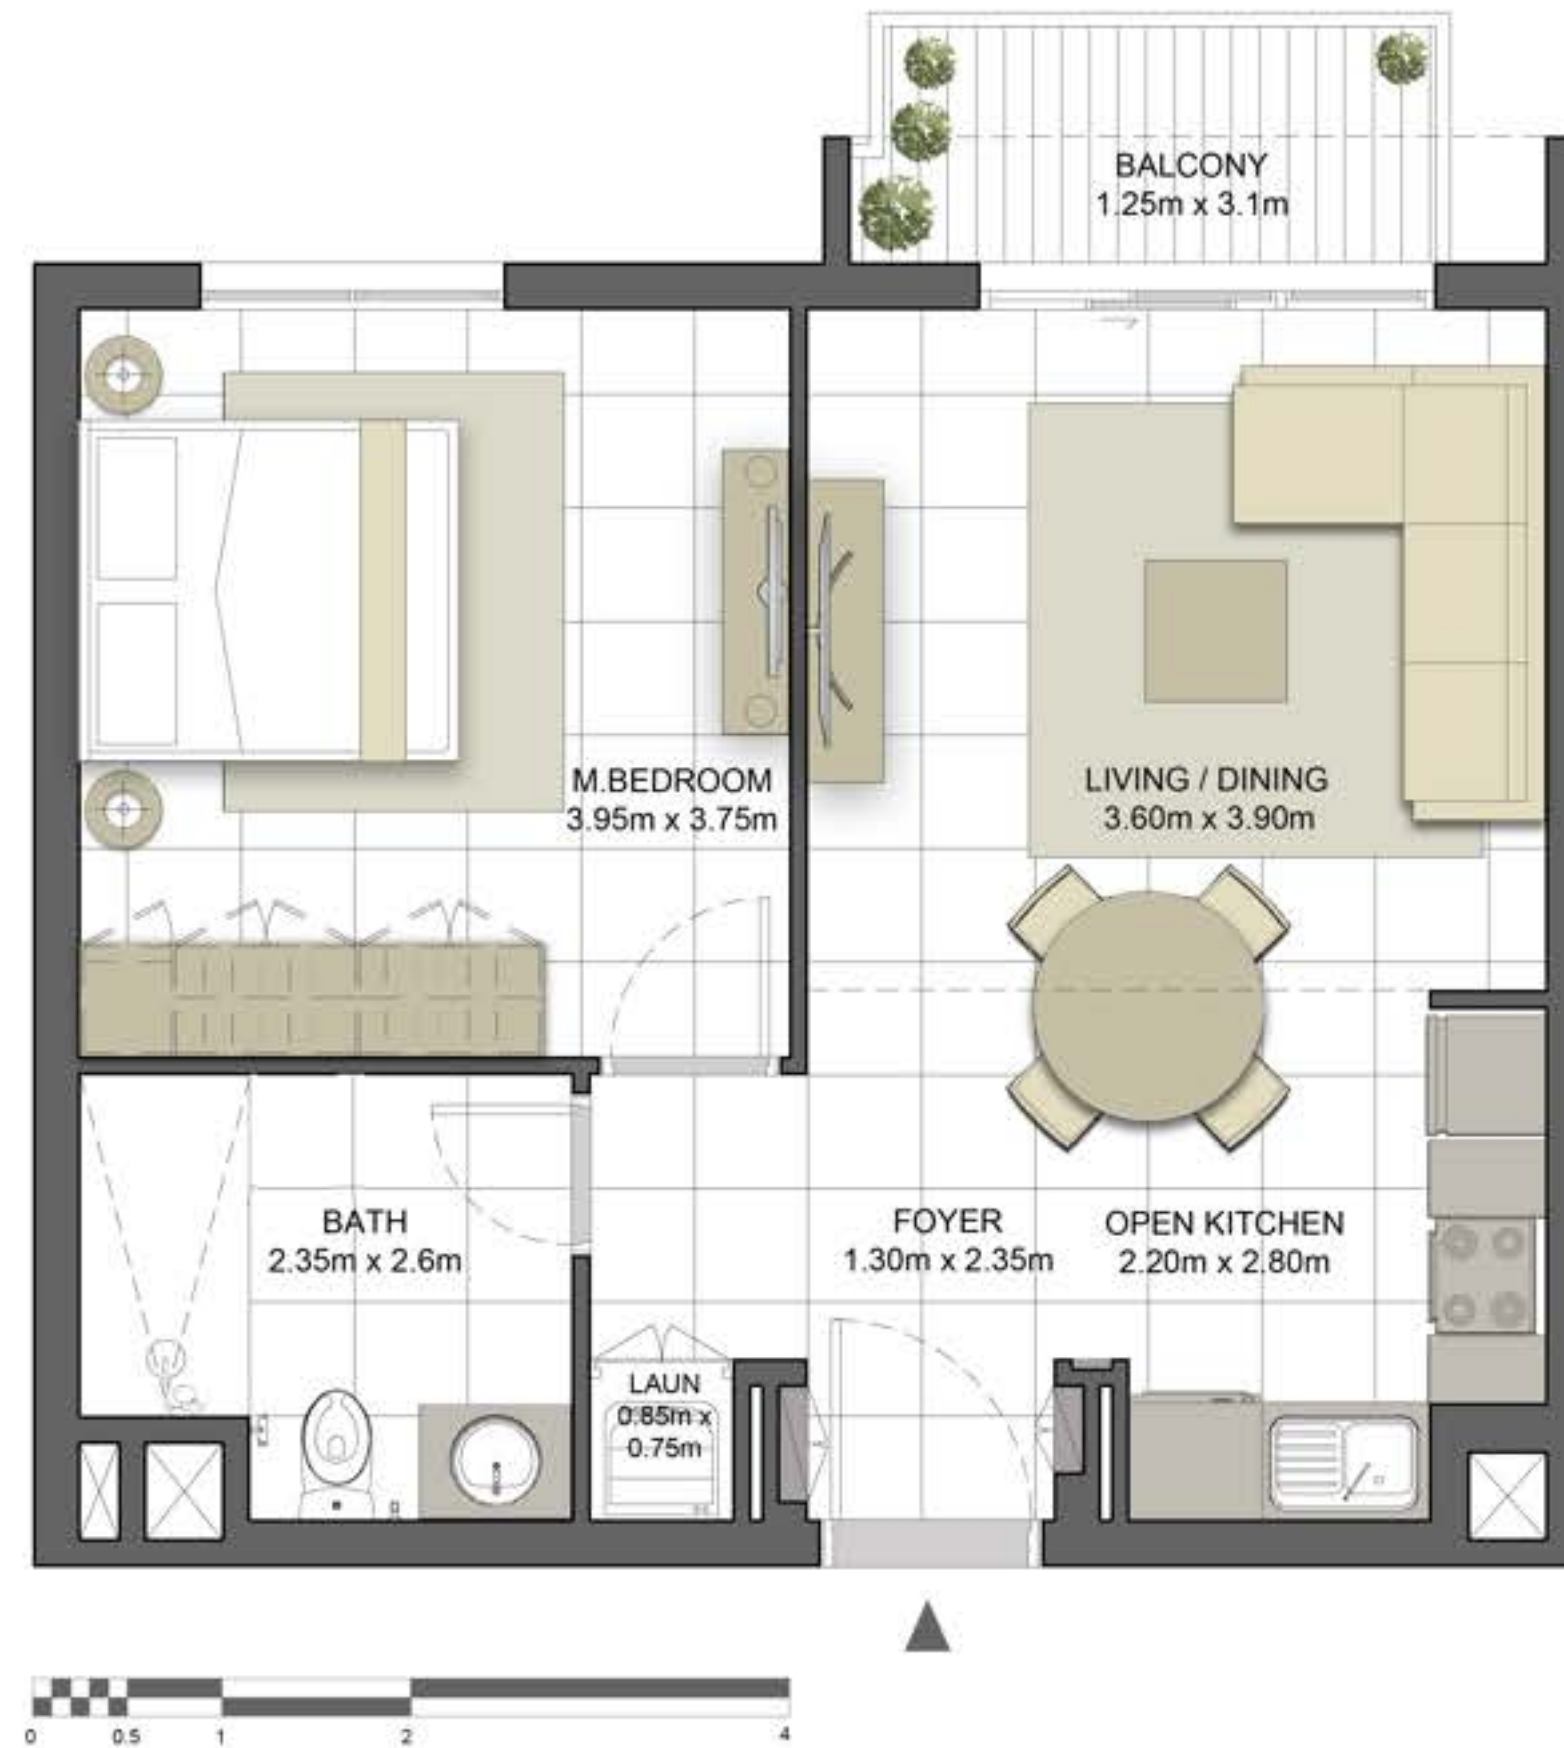 BALCONY
1.25m x 3.1m
M.BEDROOM
3.95m x 3.75m
LIVING / DINING
3.60m x 3.90m
BATH
2.35m x 2.6m
FOYER
1.30m x 2.35m
OPEN KITCHEN
2.20m x 2.80m
LAUN
0.85m x
0.75m
0 0.5 1 2 4